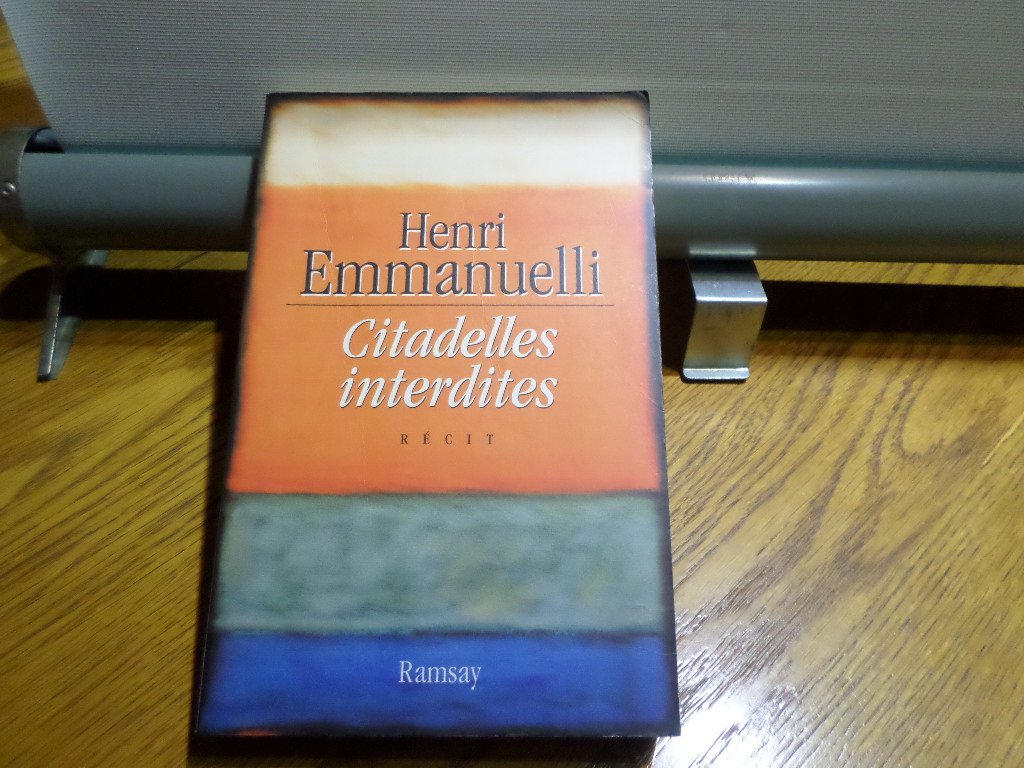 Henri
Emmanuelli
Citadelles
interdites
RÉCIT
Ramsay